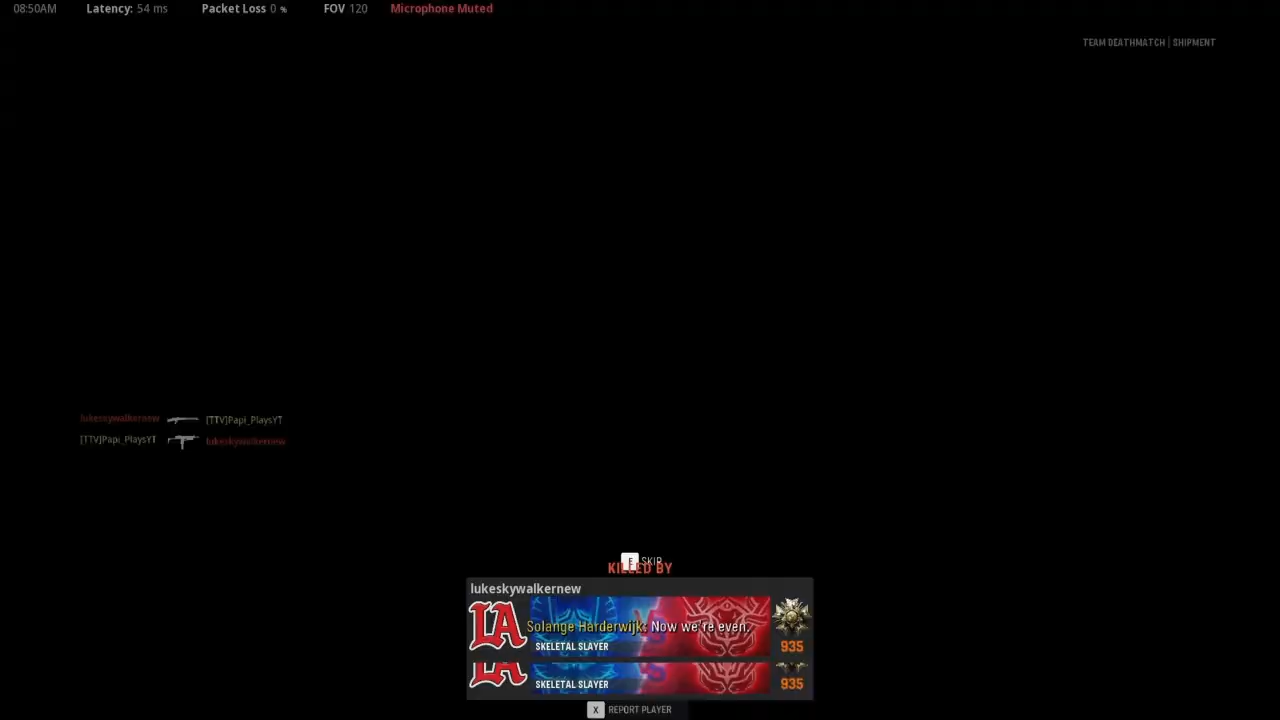 08:50AM Latency: 54 ms Packet Loss 0 % FOV 120 Microphone Muted
TEAM DEATHMATCH | SHIPMENT
lukeskywalkernew [TTV]Papi_PlaysYT
[TTV]Papi_PlaysYT lukeskywalkernew
F SKIP
KILLED BY
lukeskywalkernew
LA
Solange Harderwijk: Now we're even.
SKELETAL SLAYER 935
LA
SKELETAL SLAYER 935
X REPORT PLAYER